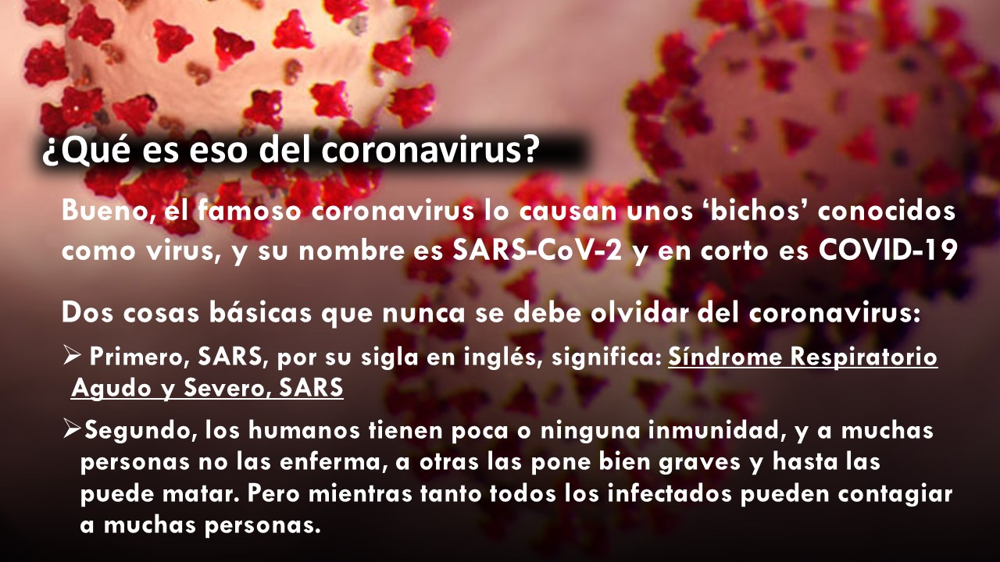 ¿Qué es eso del coronavirus?
Bueno, el famoso coronavirus lo causan unos ‘bichos’ conocidos
como virus, y su nombre es SARS-CoV-2 y en corto es COVID-19
Dos cosas básicas que nunca se debe olvidar del coronavirus:
➢ Primero, SARS, por su sigla en inglés, significa: Síndrome Respiratorio
Agudo y Severo, SARS
➢Segundo, los humanos tienen poca o ninguna inmunidad, y a muchas
personas no las enferma, a otras las pone bien graves y hasta las
puede matar. Pero mientras tanto todos los infectados pueden contagiar
a muchas personas.